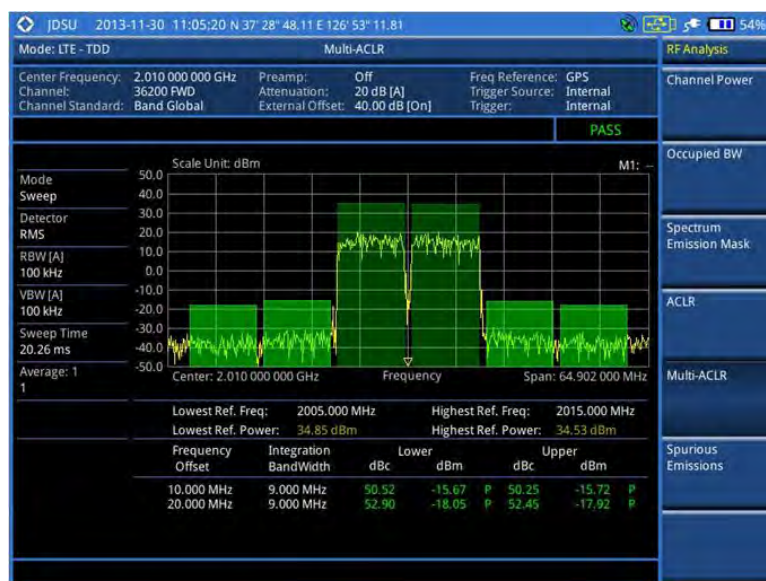 JDSU 2013-11-30 11:05:20 N 37' 28" 48.11 E 126' 53" 11.81 54%
Mode: LTE - TDD Multi-ACLR RF Analysis
Center Frequency: 2.010 000 000 GHz Preamp: Off Freq Reference: GPS
Channel: 36200 FWD Attenuation: 20 dB [A] Trigger Source: Internal
Channel Standard: Band Global External Offset: 40.00 dB [On] Trigger: Internal
Channel Power
PASS
Scale Unit: dBm M1: --
Occupied BW
Mode
Sweep
Detector
RMS
RBW [A]
100 kHz
VBW [A]
100 kHz
Sweep Time
20.26 ms
Average: 1
1
50.0
40.0
30.0
20.0
10.0
0.0
-10.0
-20.0
-30.0
-40.0
-50.0
Center: 2.010 000 000 GHz Frequency Span: 64.902 000 MHz
Spectrum
Emission Mask
ACLR
Multi-ACLR
Lowest Ref. Freq: 2005.000 MHz Highest Ref. Freq: 2015.000 MHz
Lowest Ref. Power: 34.85 dBm Highest Ref. Power: 34.53 dBm
Frequency Integration Lower Upper
Offset BandWidth dBc dBm dBc dBm
10.000 MHz 9.000 MHz 50.52 -15.67 P 50.25 -15.72 P
20.000 MHz 9.000 MHz 52.90 -18.05 P 52.45 -17.92 P
Spurious
Emissions